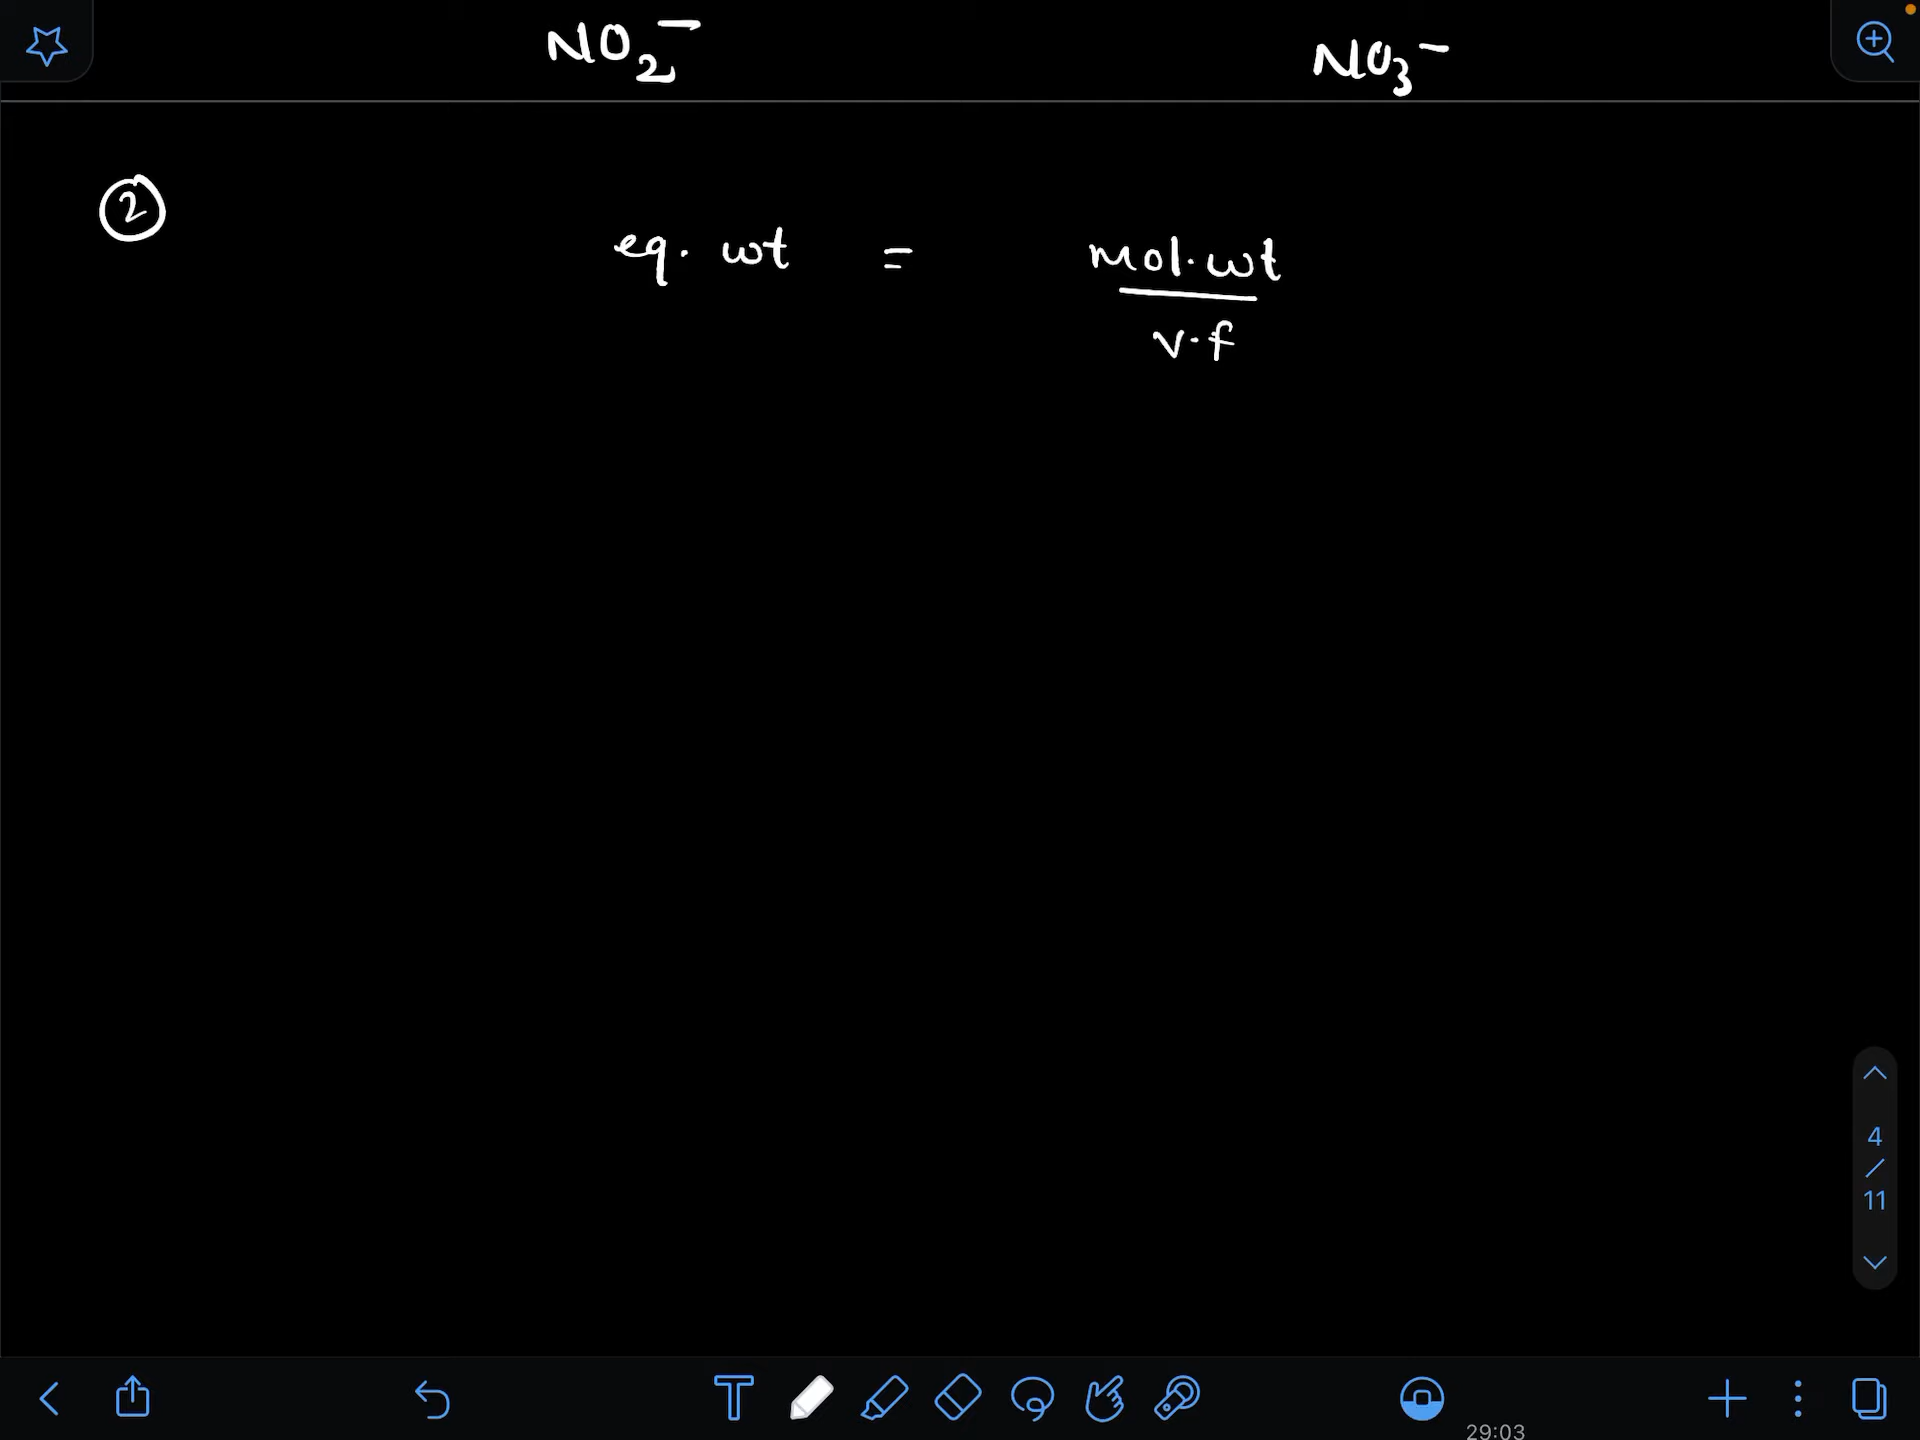 NO₂⁻ NO₃⁻
②
eq. wt = mol. wt
v.f
4
/
11
29:03